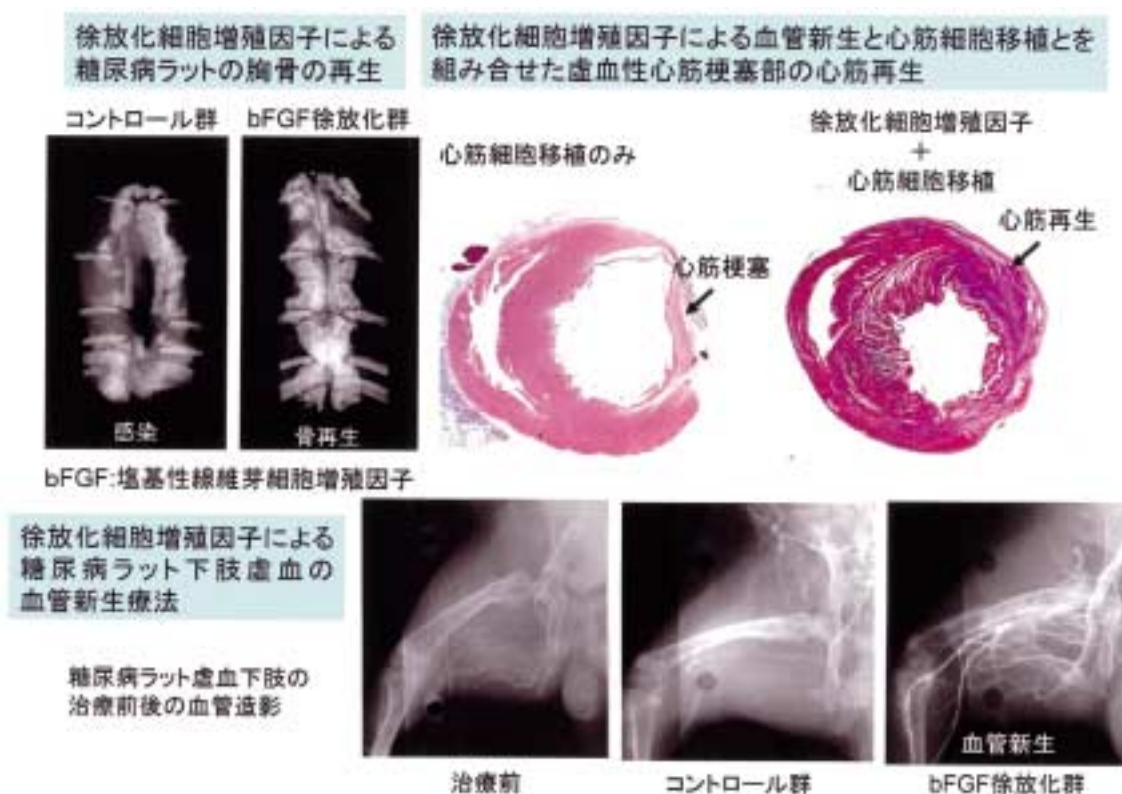 徐放化細胞増殖因子による
糖尿病ラットの胸骨の再生
コントロール群
bFGF徐放化群
感染
骨再生
bFGF:塩基性線維芽細胞増殖因子
徐放化細胞増殖因子による血管新生と心筋細胞移植とを
組み合せた虚血性心筋梗塞部の心筋再生
心筋細胞移植のみ
心筋梗塞
徐放化細胞増殖因子
+
心筋細胞移植
心筋再生
徐放化細胞増殖因子による
糖尿病ラット下肢虚血の
血管新生療法
糖尿病ラット虚血下肢の
治療前後の血管造影
血管新生
治療前
コントロール群
bFGF徐放化群